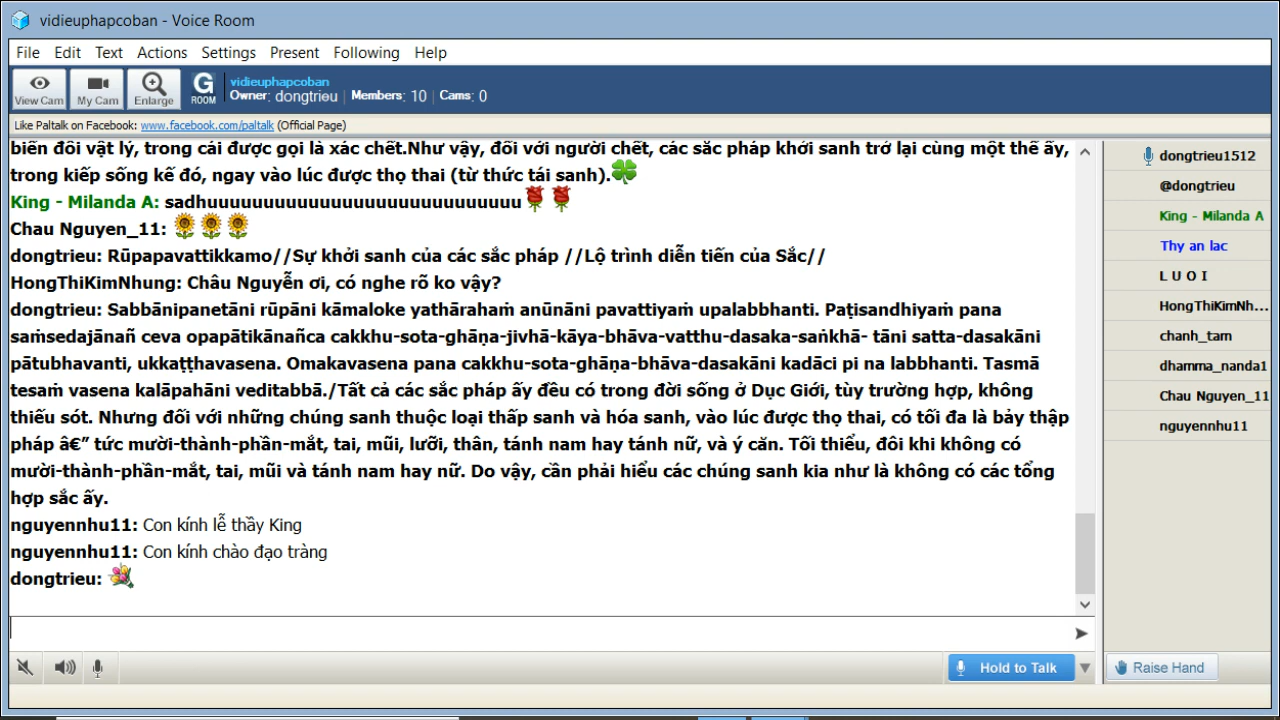 vidieuphapcoban - Voice Room
File Edit Text Actions Settings Present Following Help
View Cam My Cam Enlarge G ROOM
vidieuphapcoban
Owner: dongtrieu | Members: 10 | Cams: 0
Like Paltalk on Facebook: www.facebook.com/paltalk (Official Page)
biến đổi vật lý, trong cái được gọi là xác chết.Như vậy, đối với người chết, các sắc pháp khởi sanh trở lại cùng một thể ấy,
trong kiếp sống kế đó, ngay vào lúc được thọ thai (từ thức tái sanh).
King - Milanda A: sadhuuuuuuuuuuuuuuuuuuuuuuuuuuuu
Chau Nguyen_11:
dongtrieu: Rūpapavattikkamo//Sự khởi sanh của các sắc pháp //Lộ trình diễn tiến của Sắc//
HongThiKimNhung: Châu Nguyễn ơi, có nghe rõ ko vậy?
dongtrieu: Sabbānipanetāni rūpāni kāmaloke yathārahaṁ anūnāni pavattiyaṁ upalabbhanti. Paṭisandhiyaṁ pana
saṁsedajānañ ceva opapātikānañca cakkhu-sota-ghāṇa-jivhā-kāya-bhāva-vatthu-dasaka-saṅkhā- tāni satta-dasakāni
pātubhavanti, ukkaṭṭhavasena. Omakavasena pana cakkhu-sota-ghāṇa-bhāva-dasakāni kadāci pi na labbhanti. Tasmā
tesaṁ vasena kalāpahāni veditabbā./Tất cả các sắc pháp ấy đều có trong đời sống ở Dục Giới, tùy trường hợp, không
thiếu sót. Nhưng đối với những chúng sanh thuộc loại thấp sanh và hóa sanh, vào lúc được thọ thai, có tối đa là bảy thập
pháp â€” tức mười-thành-phần-mắt, tai, mũi, lưỡi, thân, tánh nam hay tánh nữ, và ý căn. Tối thiểu, đôi khi không có
mười-thành-phần-mắt, tai, mũi và tánh nam hay nữ. Do vậy, cần phải hiểu các chúng sanh kia như là không có các tổng
hợp sắc ấy.
nguyennhu11: Con kính lễ thầy King
nguyennhu11: Con kính chào đạo tràng
dongtrieu:
Hold to Talk
dongtrieu1512
@dongtrieu
King - Milanda A
Thy an lac
L U O I
HongThiKimNh...
chanh_tam
dhamma_nanda1
Chau Nguyen_11
nguyennhu11
Raise Hand